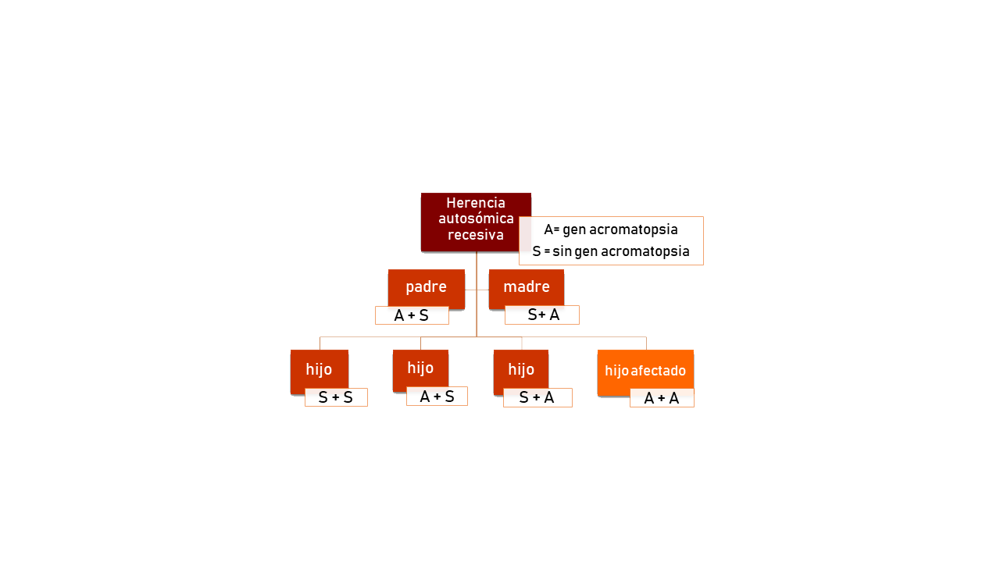 Herencia
autosómica
recesiva
A= gen acromatopsia
S = sin gen acromatopsia
padre
madre
A + S
S+ A
hijo
hijo
hijo
hijo afectado
S + S
A + S
S + A
A + A